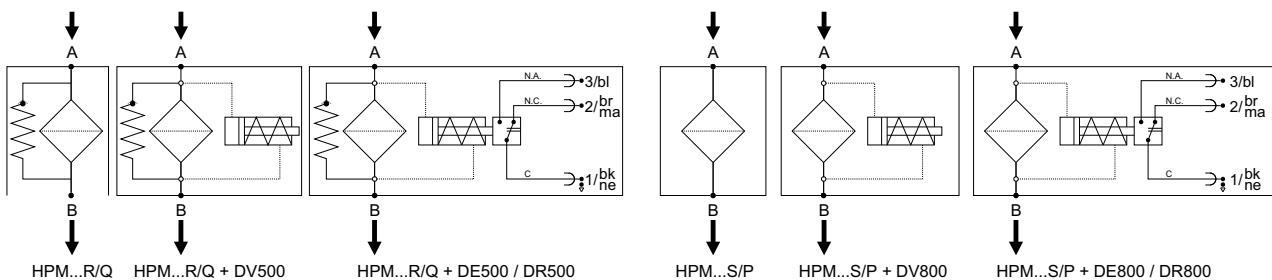 A A A A A A
N.A. 3/bl N.A. 3/bl
N.C. 2/br ma N.C. 2/br ma
C 1/bk ne C 1/bk ne
B B B B B B
HPM...R/Q HPM...R/Q + DV500 HPM...R/Q + DE500 / DR500 HPM...S/P HPM...S/P + DV800 HPM...S/P + DE800 / DR800